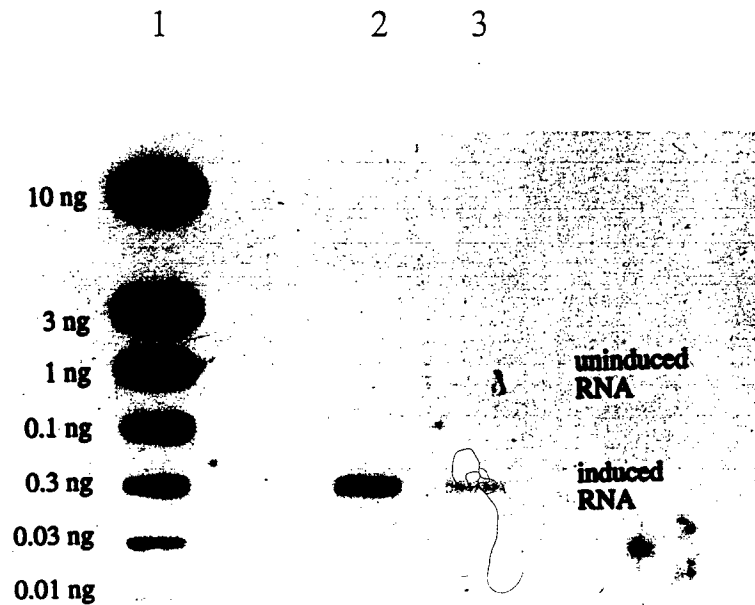 1 2 3
10 ng
3 ng
1 ng
uninduced
RNA
0.1 ng
0.3 ng
induced
RNA
0.03 ng
0.01 ng